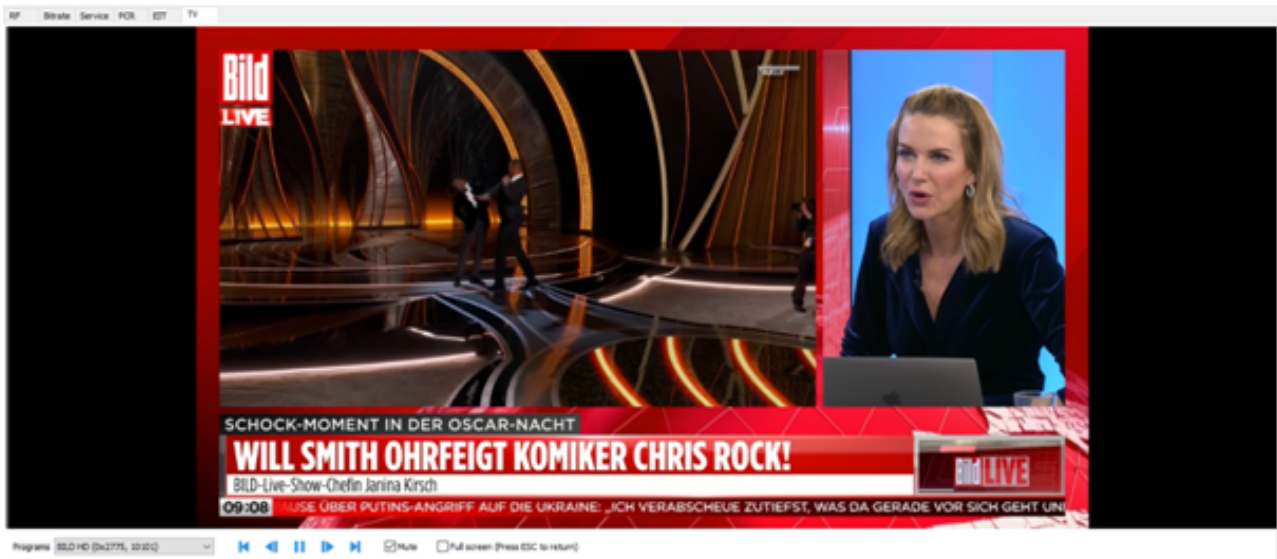 RF Bitrate Service PCR EIT TV
Bild
LIVE
SCHOCK-MOMENT IN DER OSCAR-NACHT
WILL SMITH OHRFEIGT KOMIKER CHRIS ROCK!
BILD-Live-Show-Chefin Janina Kirsch
Bild LIVE
09:08 USE ÜBER PUTINS-ANGRIFF AUF DIE UKRAINE: „ICH VERABSCHEUE ZUTIEFST, WAS DA GERADE VOR SICH GEHT UN
Programs BILD HD (0x2775, 10101) Mute Full screen (Press ESC to return)